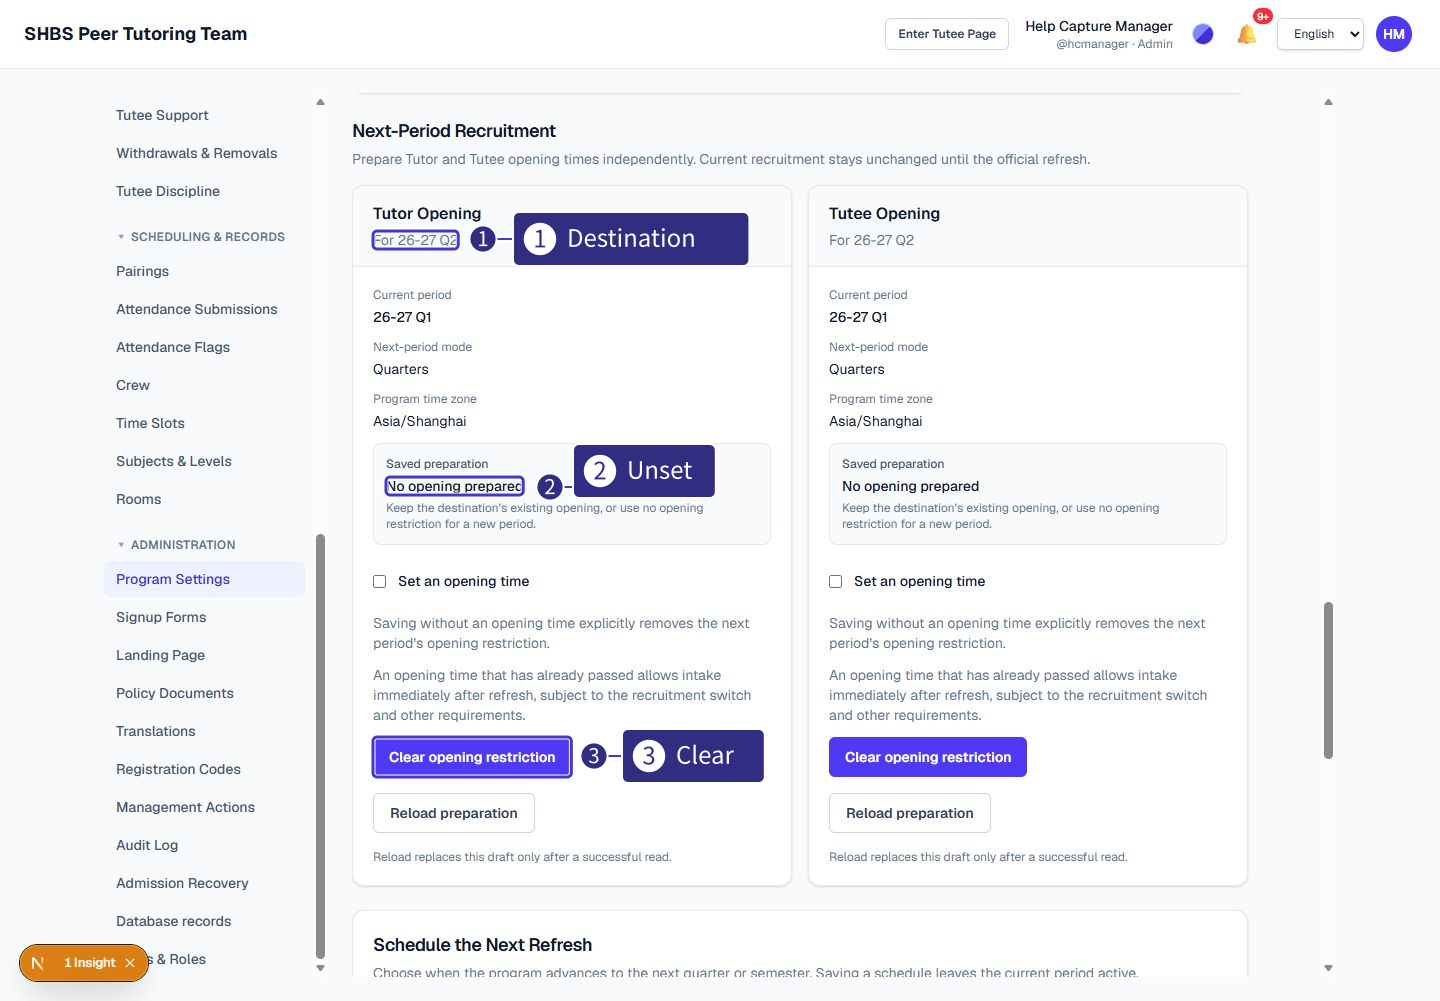 SHBS Peer Tutoring Team
Enter Tutee Page
Help Capture Manager
@hcmanager · Admin
9+
English
HM
Tutee Support
Withdrawals & Removals
Tutee Discipline
SCHEDULING & RECORDS
Pairings
Attendance Submissions
Attendance Flags
Crew
Time Slots
Subjects & Levels
Rooms
ADMINISTRATION
Program Settings
Signup Forms
Landing Page
Policy Documents
Translations
Registration Codes
Management Actions
Audit Log
Admission Recovery
Database records
s & Roles
N 1 Insight
Next-Period Recruitment
Prepare Tutor and Tutee opening times independently. Current recruitment stays unchanged until the official refresh.
Tutor Opening
For 26-27 Q2
1
1 Destination
Current period
26-27 Q1
Next-period mode
Quarters
Program time zone
Asia/Shanghai
Saved preparation
No opening prepared
2
2 Unset
Keep the destination's existing opening, or use no opening
restriction for a new period.
Set an opening time
Saving without an opening time explicitly removes the next
period's opening restriction.
An opening time that has already passed allows intake
immediately after refresh, subject to the recruitment switch
and other requirements.
Clear opening restriction
3
3 Clear
Reload preparation
Reload replaces this draft only after a successful read.
Tutee Opening
For 26-27 Q2
Current period
26-27 Q1
Next-period mode
Quarters
Program time zone
Asia/Shanghai
Saved preparation
No opening prepared
Keep the destination's existing opening, or use no opening
restriction for a new period.
Set an opening time
Saving without an opening time explicitly removes the next
period's opening restriction.
An opening time that has already passed allows intake
immediately after refresh, subject to the recruitment switch
and other requirements.
Clear opening restriction
Reload preparation
Reload replaces this draft only after a successful read.
Schedule the Next Refresh
Choose when the program advances to the next quarter or semester. Saving a schedule leaves the current period active.